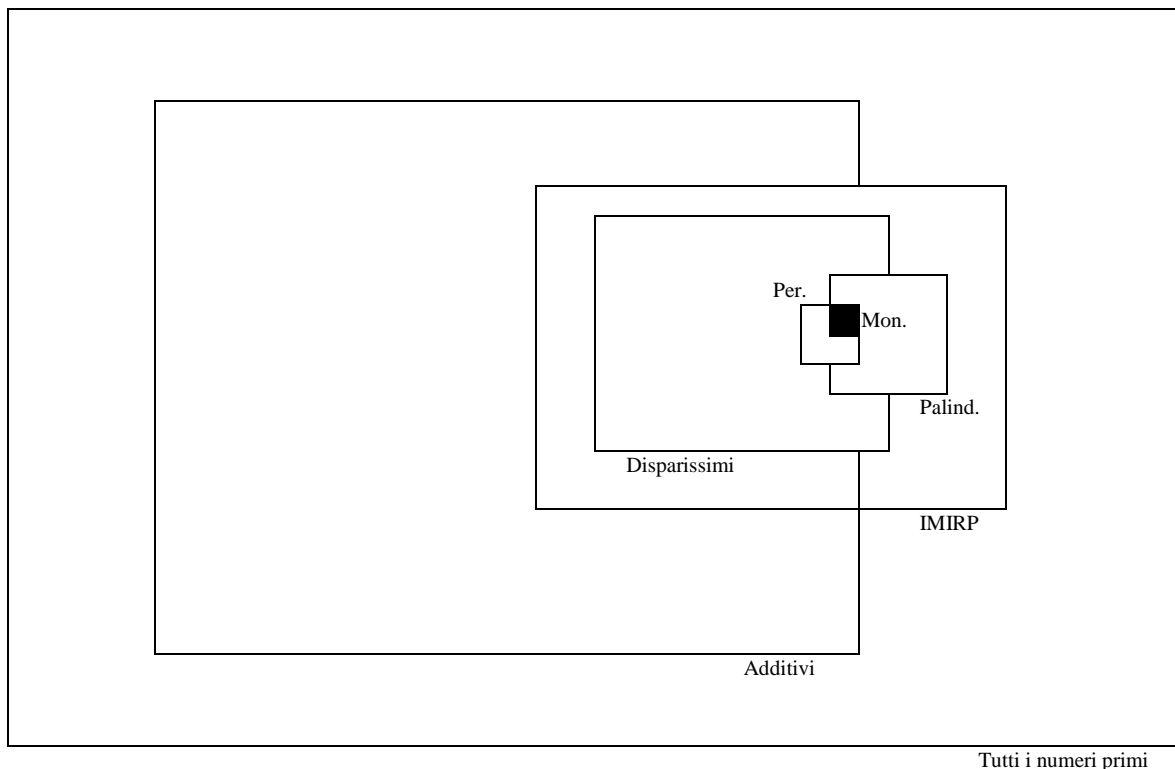 Per.
Mon.
Palind.
Disparissimi
IMIRP
Additivi
Tutti i numeri primi